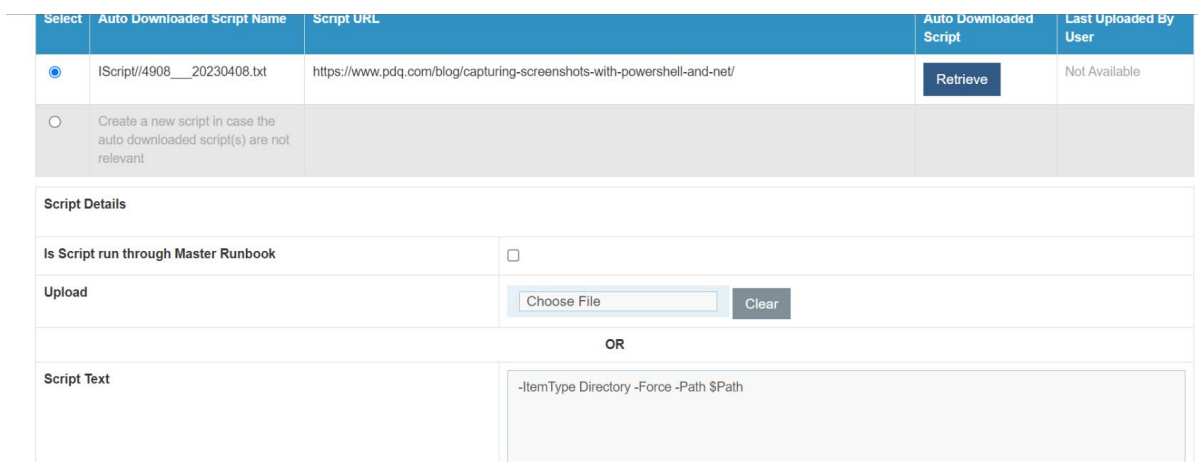 Select Auto Downloaded Script Name Script URL Auto Downloaded Last Uploaded By
Script User
IScript//4908___20230408.txt https://www.pdq.com/blog/capturing-screenshots-with-powershell-and-net/ Retrieve Not Available
Create a new script in case the
auto downloaded script(s) are not
relevant
Script Details
Is Script run through Master Runbook
Upload Choose File Clear
OR
Script Text -ItemType Directory -Force -Path $Path